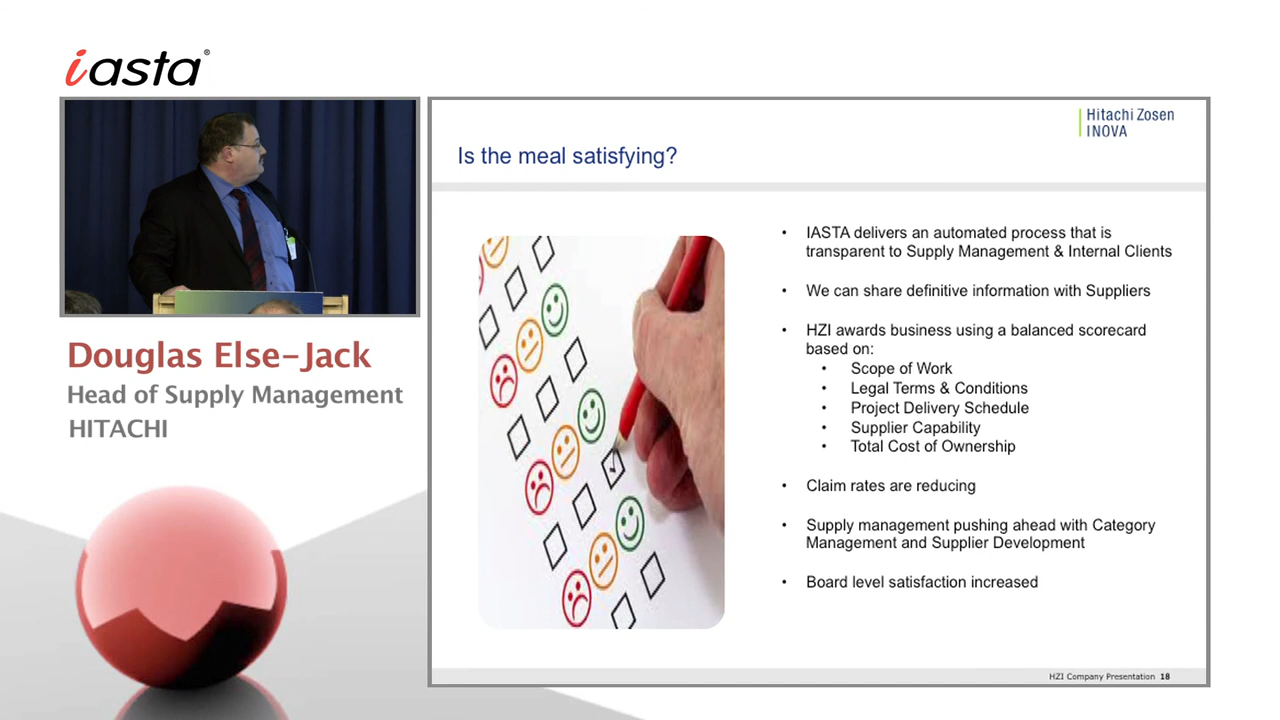 iasta®
Douglas Else-Jack
Head of Supply Management
HITACHI
Hitachi Zosen
INOVA
Is the meal satisfying?
• IASTA delivers an automated process that is
transparent to Supply Management & Internal Clients
• We can share definitive information with Suppliers
• HZI awards business using a balanced scorecard
based on:
• Scope of Work
• Legal Terms & Conditions
• Project Delivery Schedule
• Supplier Capability
• Total Cost of Ownership
• Claim rates are reducing
• Supply management pushing ahead with Category
Management and Supplier Development
• Board level satisfaction increased
HZI Company Presentation 18